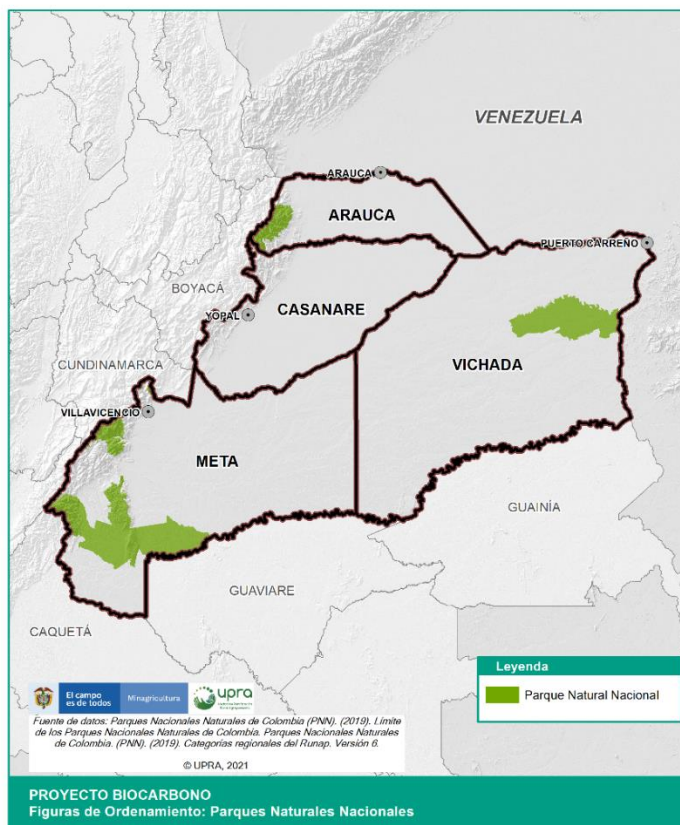 VENEZUELA
ARAUCA
ARAUCA
PUERTO CARREÑO
BOYACÁ
CASANARE
YOPAL
CUNDINAMARCA
VICHADA
VILLAVICENCIO
META
GUAINÍA
GUAVIARE
CAQUETÁ
Leyenda
Parque Natural Nacional
El campo
es de todos
Minagricultura
upra
Fuente de datos: Parques Nacionales Naturales de Colombia (PNN). (2019). Límite
de los Parques Nacionales Naturales de Colombia. Parques Nacionales Naturales
de Colombia. (PNN). (2019). Categorías regionales del Runap. Versión 6.
© UPRA, 2021
PROYECTO BIOCARBONO
Figuras de Ordenamiento: Parques Naturales Nacionales